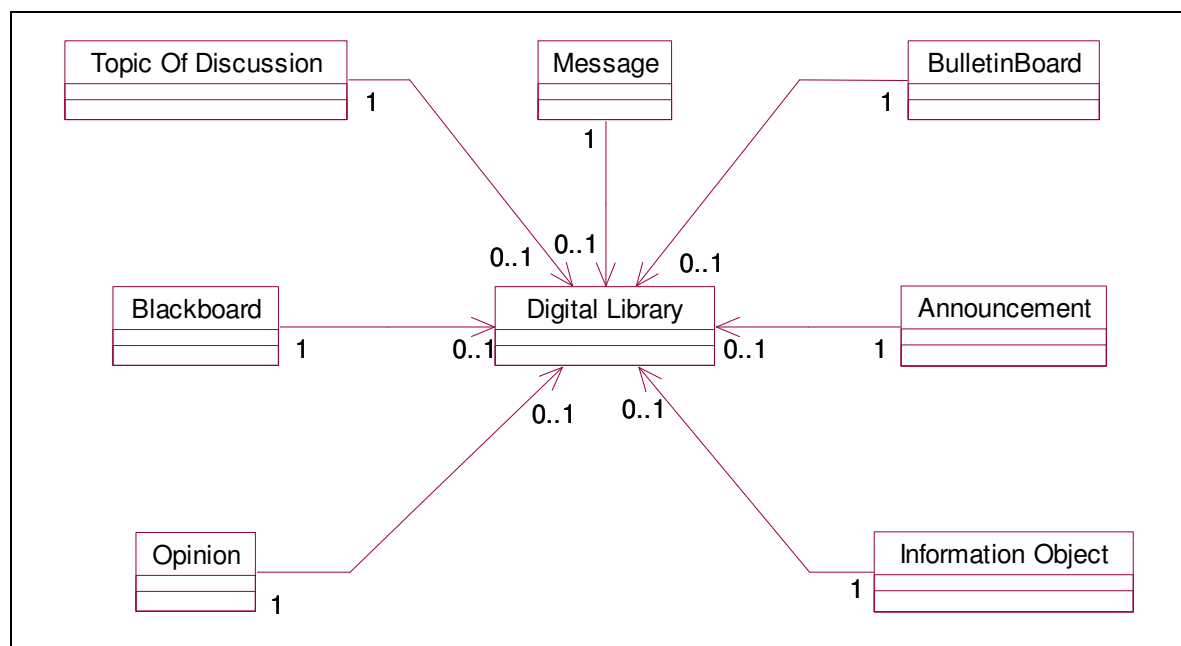 Topic Of Discussion
Message
BulletinBoard
1
1
1
0..1
0..1
0..1
Blackboard
Digital Library
Announcement
1
0..1
0..1
1
0..1
0..1
Opinion
Information Object
1
1